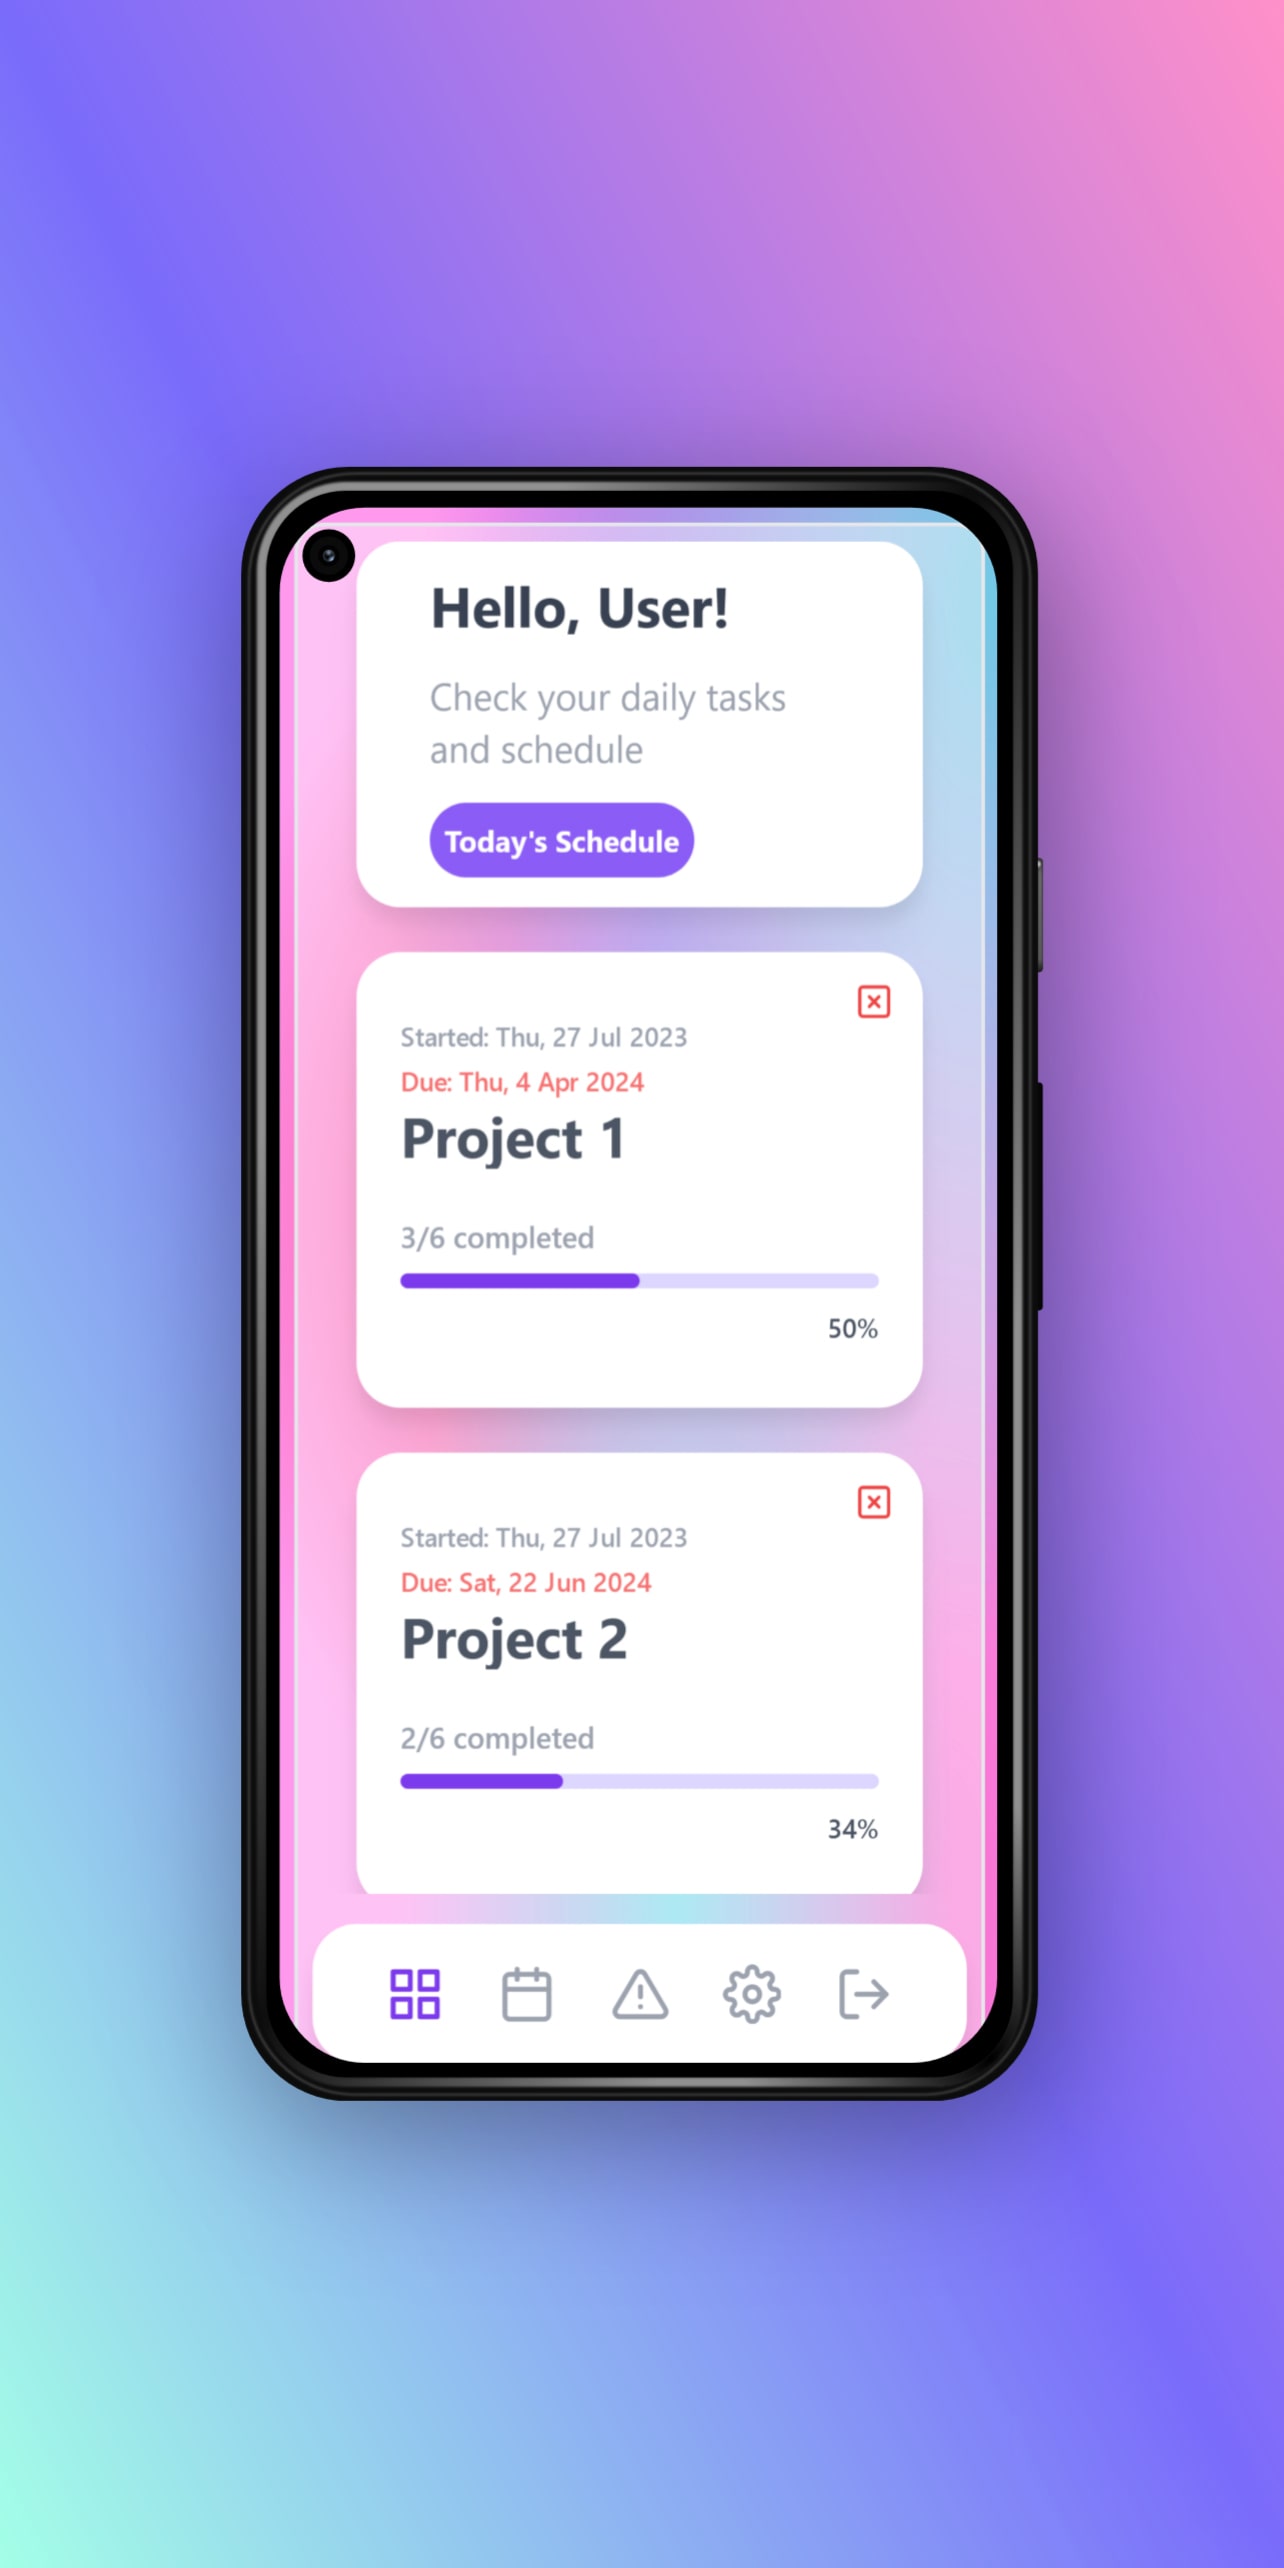 Hello, User!
Check your daily tasks
and schedule
Today's Schedule
Started: Thu, 27 Jul 2023
Due: Thu, 4 Apr 2024
Project 1
3/6 completed
50%
Started: Thu, 27 Jul 2023
Due: Sat, 22 Jun 2024
Project 2
2/6 completed
34%